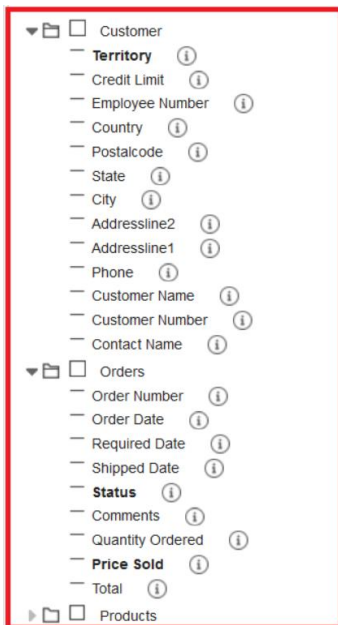 Customer
Territory
Credit Limit
Employee Number
Country
Postalcode
State
City
Addressline2
Addressline1
Phone
Customer Name
Customer Number
Contact Name
Orders
Order Number
Order Date
Required Date
Shipped Date
Status
Comments
Quantity Ordered
Price Sold
Total
Products